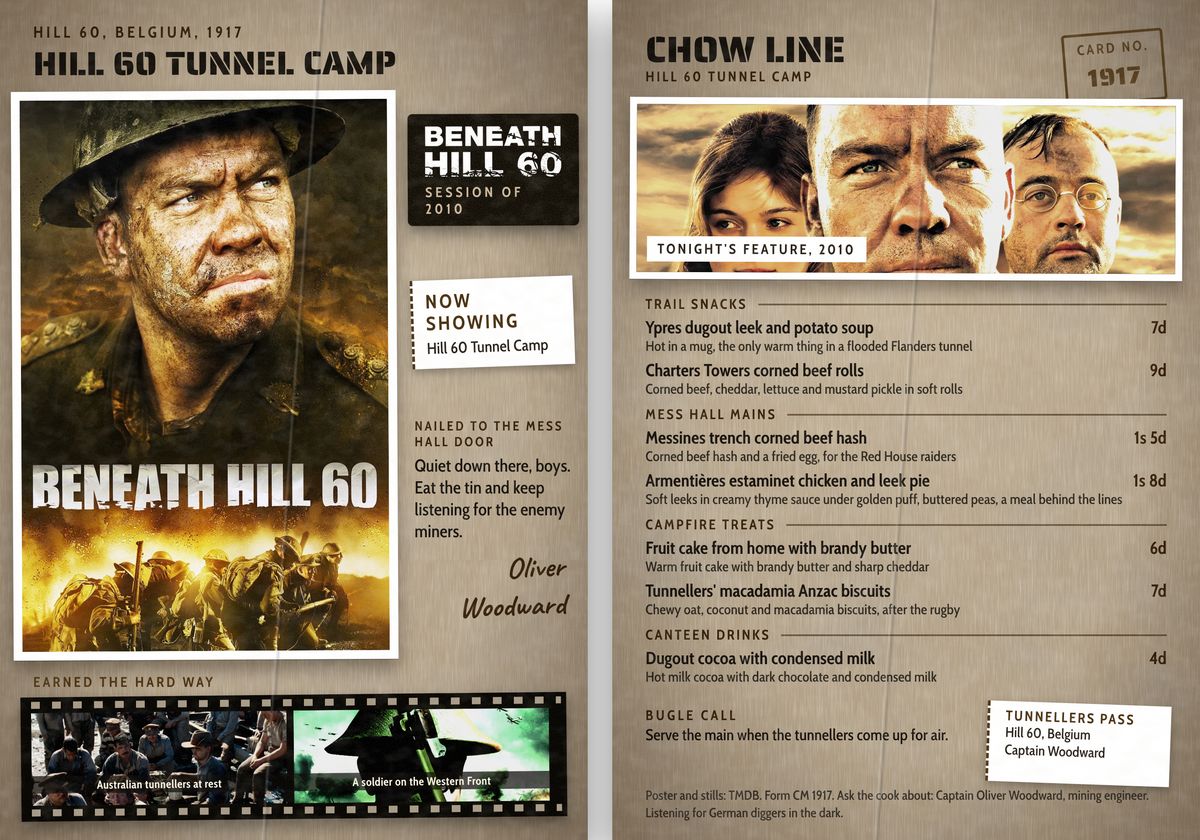 HILL 60, BELGIUM, 1917
HILL 60 TUNNEL CAMP
BENEATH HILL 60
BENEATH
HILL 60
SESSION OF
2010
NOW
SHOWING
Hill 60 Tunnel Camp
NAILED TO THE MESS
HALL DOOR
Quiet down there, boys.
Eat the tin and keep
listening for the enemy
miners.
Oliver
Woodward
EARNED THE HARD WAY
Australian tunnellers at rest
A soldier on the Western Front
CHOW LINE
HILL 60 TUNNEL CAMP
CARD NO.
1917
TONIGHT'S FEATURE, 2010
TRAIL SNACKS
Ypres dugout leek and potato soup 7d
Hot in a mug, the only warm thing in a flooded Flanders tunnel
Charters Towers corned beef rolls 9d
Corned beef, cheddar, lettuce and mustard pickle in soft rolls
MESS HALL MAINS
Messines trench corned beef hash 1s 5d
Corned beef hash and a fried egg, for the Red House raiders
Armentières estaminet chicken and leek pie 1s 8d
Soft leeks in creamy thyme sauce under golden puff, buttered peas, a meal behind the lines
CAMPFIRE TREATS
Fruit cake from home with brandy butter 6d
Warm fruit cake with brandy butter and sharp cheddar
Tunnellers' macadamia Anzac biscuits 7d
Chewy oat, coconut and macadamia biscuits, after the rugby
CANTEEN DRINKS
Dugout cocoa with condensed milk 4d
Hot milk cocoa with dark chocolate and condensed milk
BUGLE CALL
Serve the main when the tunnellers come up for air.
TUNNELLERS PASS
Hill 60, Belgium
Captain Woodward
Poster and stills: TMDB. Form CM 1917. Ask the cook about: Captain Oliver Woodward, mining engineer.
Listening for German diggers in the dark.